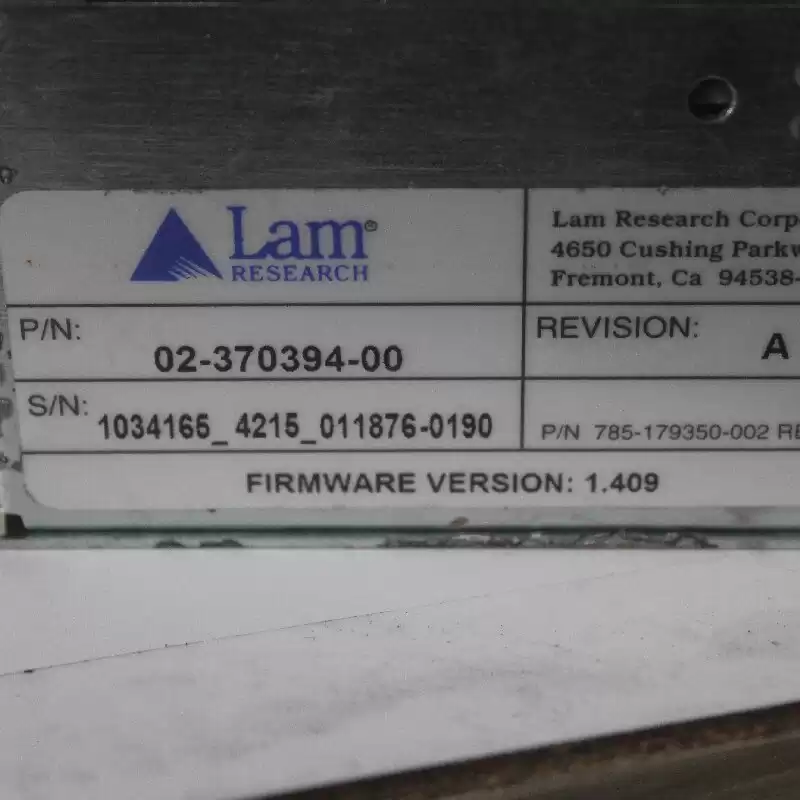 Lam®
RESEARCH
Lam Research Corp
4650 Cushing Parkw
Fremont, Ca 94538-
P/N:
02-370394-00
REVISION:
A
S/N:
1034165_4215_011876-0190
P/N 785-179350-002 RE
FIRMWARE VERSION: 1.409